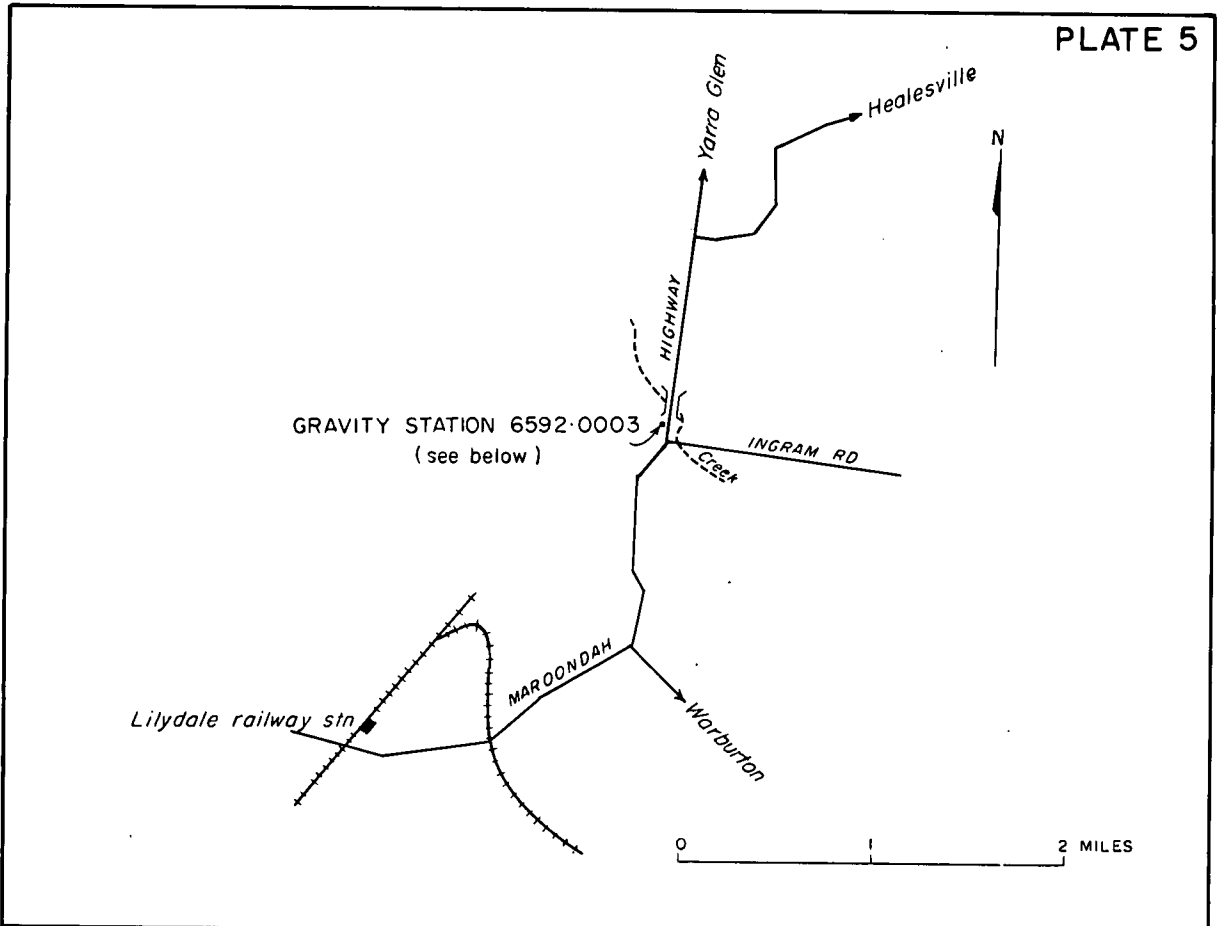 PLATE 5
Yarra Glen
Healesville
N
HIGHWAY
GRAVITY STATION 6592·0003
(see below)
INGRAM RD
Creek
MAROONDAH
Lilydale railway stn
Warburton
0 1 2 MILES